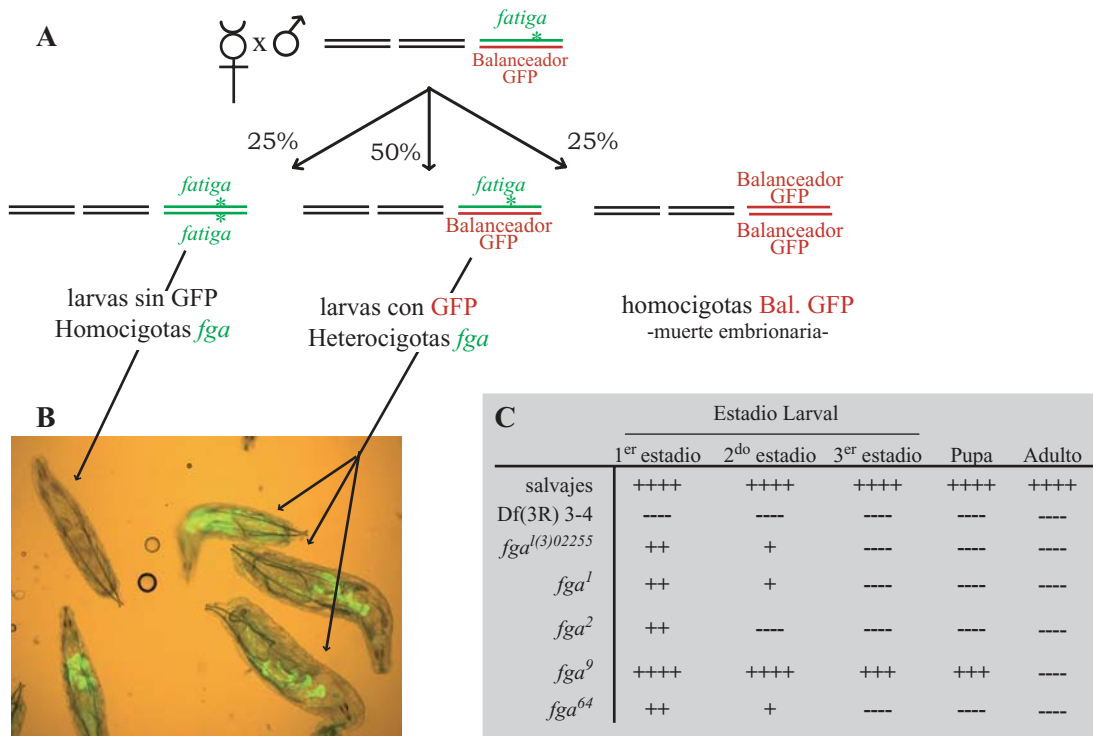 A
fatiga
*
x
Balanceador
GFP
25%
50%
25%
fatiga
*
*
fatiga
fatiga
*
Balanceador
GFP
Balanceador
GFP
Balanceador
GFP
larvas sin GFP
Homocigotas fga
larvas con GFP
Heterocigotas fga
homocigotas Bal. GFP
-muerte embrionaria-
B
C
Estadio Larval
1er estadio 2do estadio 3er estadio Pupa Adulto
salvajes ++++ ++++ ++++ ++++ ++++
Df(3R) 3-4 ---- ---- ---- ---- ----
fga l(3)02255 ++ + ---- ---- ----
fga1 ++ + ---- ---- ----
fga2 ++ ---- ---- ---- ----
fga9 ++++ ++++ +++ +++ ----
fga64 ++ + ---- ---- ----